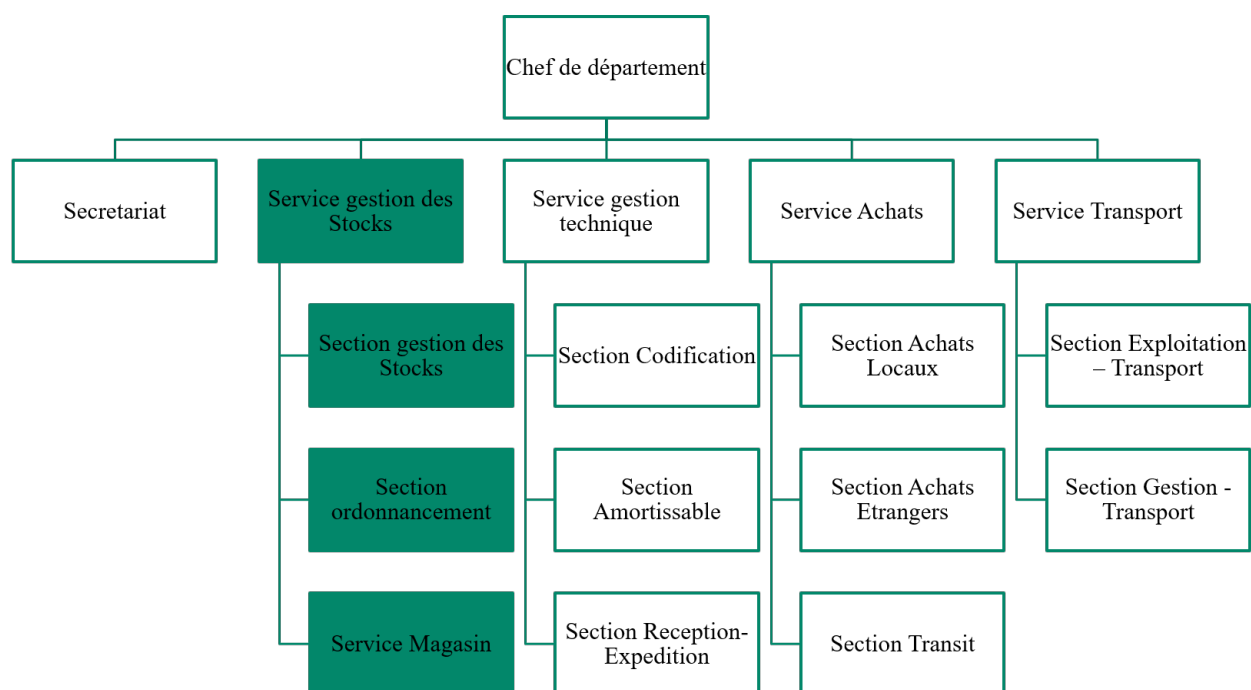 Chef de département
Secretariat
Service gestion des
Stocks
Service gestion
technique
Service Achats
Service Transport
Section gestion des
Stocks
Section Codification
Section Achats
Locaux
Section Exploitation
– Transport
Section
ordonnancement
Section
Amortissable
Section Achats
Etrangers
Section Gestion -
Transport
Service Magasin
Section Reception-
Expedition
Section Transit